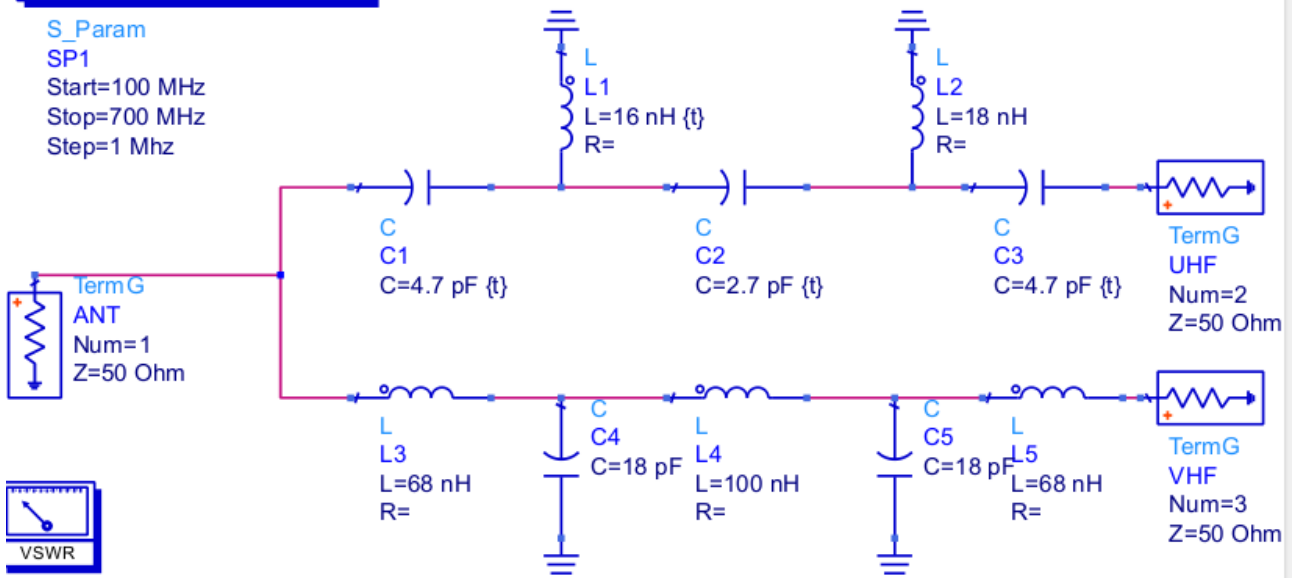 S_Param
SP1
Start=100 MHz
Stop=700 MHz
Step=1 Mhz
L
L1
L=16 nH {t}
R=
L
L2
L=18 nH
R=
C
C1
C=4.7 pF {t}
C
C2
C=2.7 pF {t}
C
C3
C=4.7 pF {t}
TermG
UHF
Num=2
Z=50 Ohm
TermG
ANT
Num=1
Z=50 Ohm
L
L3
L=68 nH
R=
C
C4
C=18 pF
L
L4
L=100 nH
R=
C
C5
C=18 pF
L
L5
L=68 nH
R=
TermG
VHF
Num=3
Z=50 Ohm
VSWR